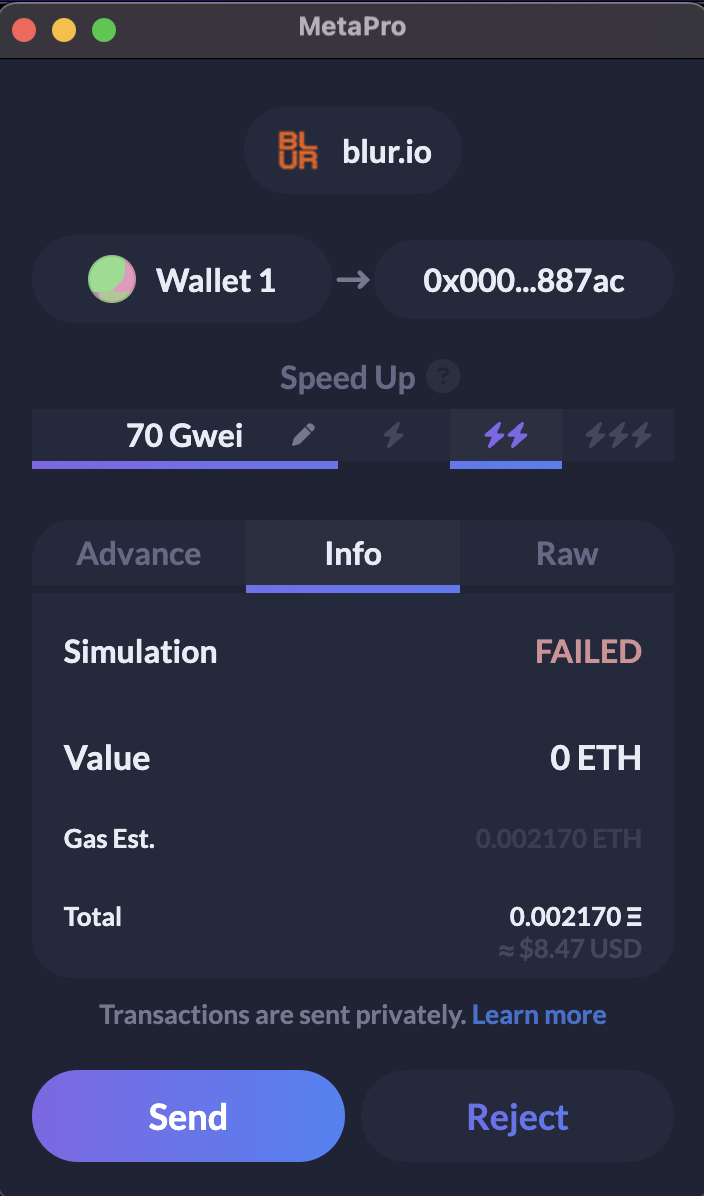 MetaPro
BL
UR
blur.io
Wallet 1 → 0x000...887ac
Speed Up ?
70 Gwei
Advance Info Raw
Simulation FAILED
Value 0 ETH
Gas Est. 0.002170 ETH
Total 0.002170 Ξ
≈ $8.47 USD
Transactions are sent privately. Learn more
Send Reject